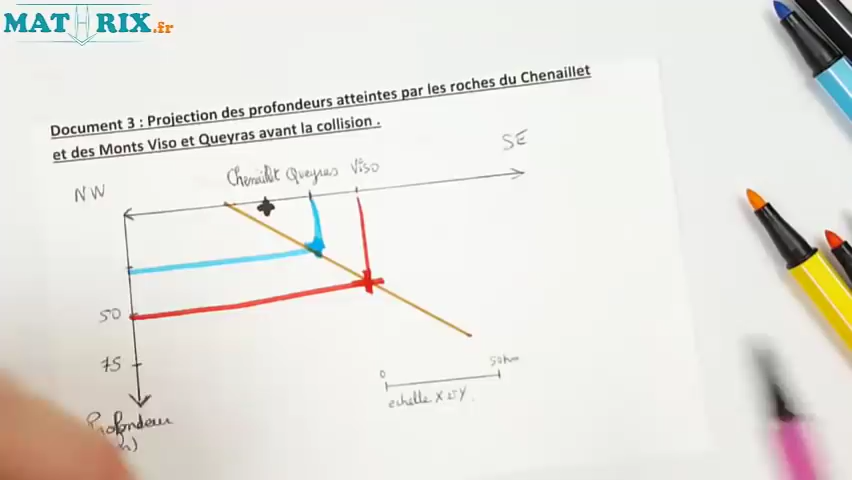 MATHRIX.fr
Document 3 : Projection des profondeurs atteintes par les roches du Chenaillet
et des Monts Viso et Queyras avant la collision .
SE
NW
Chenaillet Queyras Viso
50
75
0
50km
echelle X et Y
Profondeur